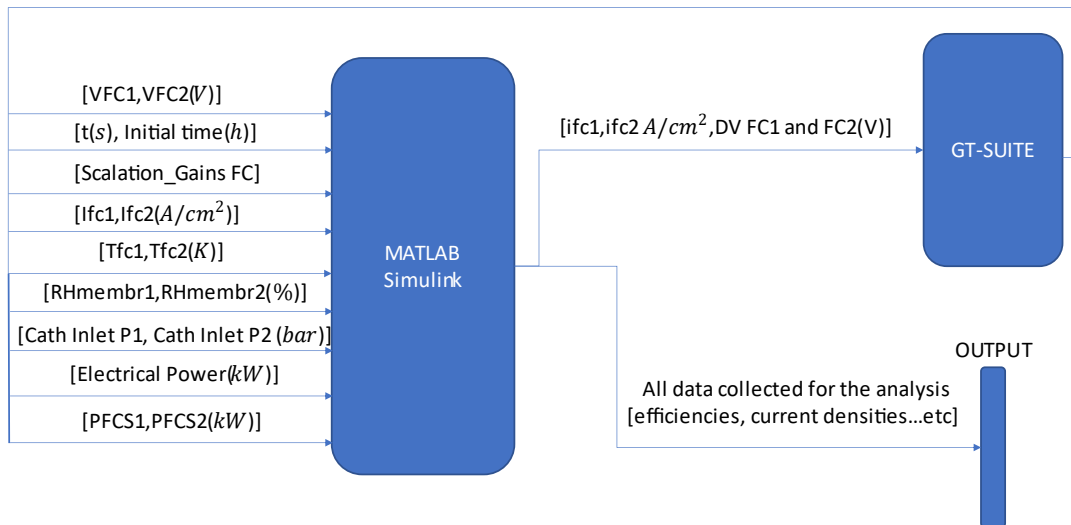 [VFC1,VFC2(V)]
[t(s), Initial time(h)]
[Scalation_Gains FC]
[Ifc1,Ifc2(A/cm²)]
[Tfc1,Tfc2(K)]
[RHmembr1,RHmembr2(%)]
[Cath Inlet P1, Cath Inlet P2 (bar)]
[Electrical Power(kW)]
[PFCS1,PFCS2(kW)]
MATLAB
Simulink
[ifc1,ifc2 A/cm²,DV FC1 and FC2(V)]
GT-SUITE
OUTPUT
All data collected for the analysis
[efficiencies, current densities...etc]